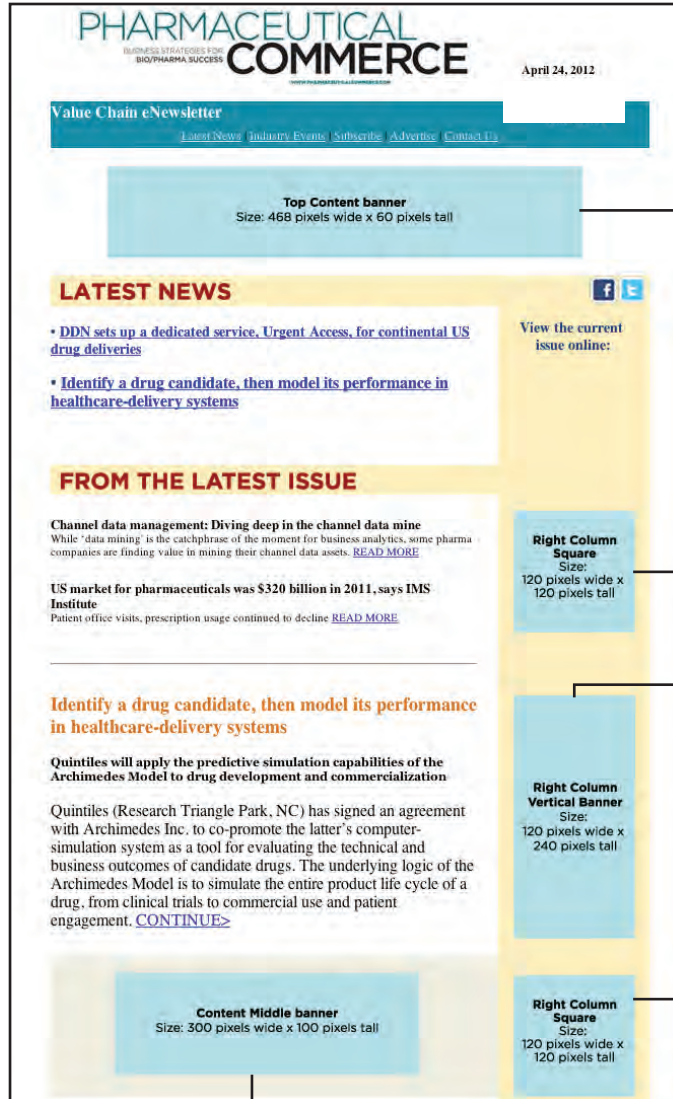 PHARMACEUTICAL
BUSINESS STRATEGIES FOR
BIO/PHARMA SUCCESS
COMMERCE
WWW.PHARMACEUTICALCOMMERCE.COM
April 24, 2012
Value Chain eNewsletter
Latest News | Industry Events | Subscribe | Advertise | Contact Us
Top Content banner
Size: 468 pixels wide x 60 pixels tall
LATEST NEWS
f t
• DDN sets up a dedicated service, Urgent Access, for continental US
drug deliveries
View the current
issue online:
• Identify a drug candidate, then model its performance in
healthcare-delivery systems
FROM THE LATEST ISSUE
Channel data management: Diving deep in the channel data mine
While ‘data mining’ is the catchphrase of the moment for business analytics, some pharma
companies are finding value in mining their channel data assets. READ MORE
US market for pharmaceuticals was $320 billion in 2011, says IMS
Institute
Patient office visits, prescription usage continued to decline READ MORE
Right Column
Square
Size:
120 pixels wide x
120 pixels tall
Identify a drug candidate, then model its performance
in healthcare-delivery systems
Quintiles will apply the predictive simulation capabilities of the
Archimedes Model to drug development and commercialization
Quintiles (Research Triangle Park, NC) has signed an agreement
with Archimedes Inc. to co-promote the latter’s computer-
simulation system as a tool for evaluating the technical and
business outcomes of candidate drugs. The underlying logic of the
Archimedes Model is to simulate the entire product life cycle of a
drug, from clinical trials to commercial use and patient
engagement. CONTINUE>
Right Column
Vertical Banner
Size:
120 pixels wide x
240 pixels tall
Content Middle banner
Size: 300 pixels wide x 100 pixels tall
Right Column
Square
Size:
120 pixels wide x
120 pixels tall